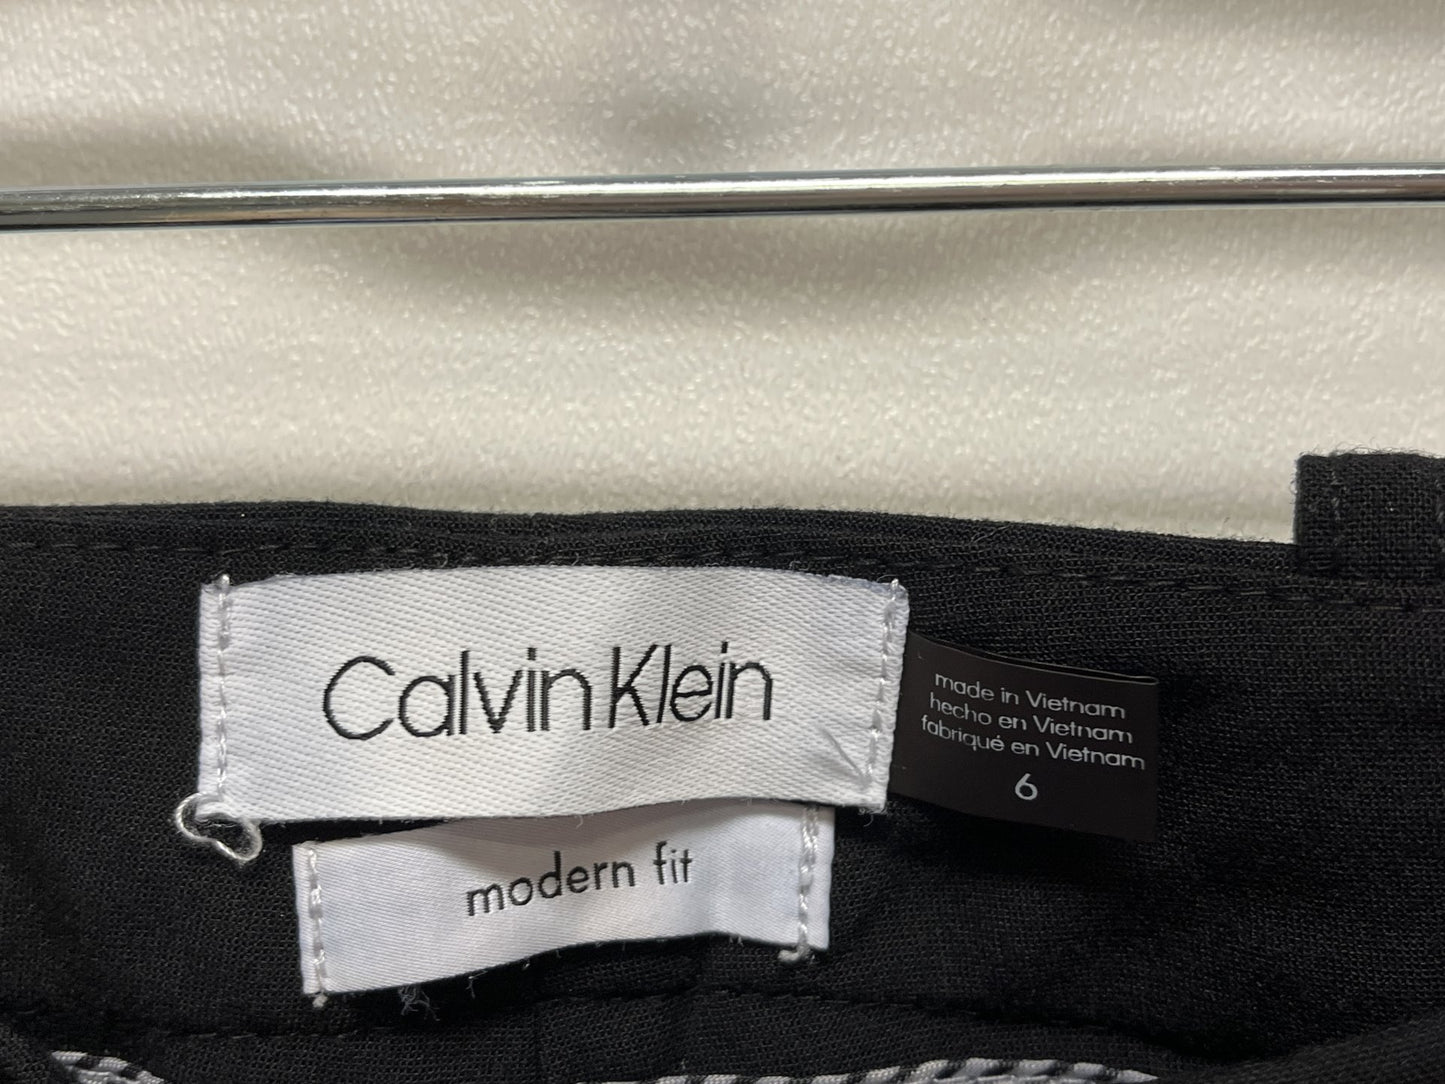 Calvin Klein
modern fit
made in Vietnam
hecho en Vietnam
fabriqué en Vietnam
6